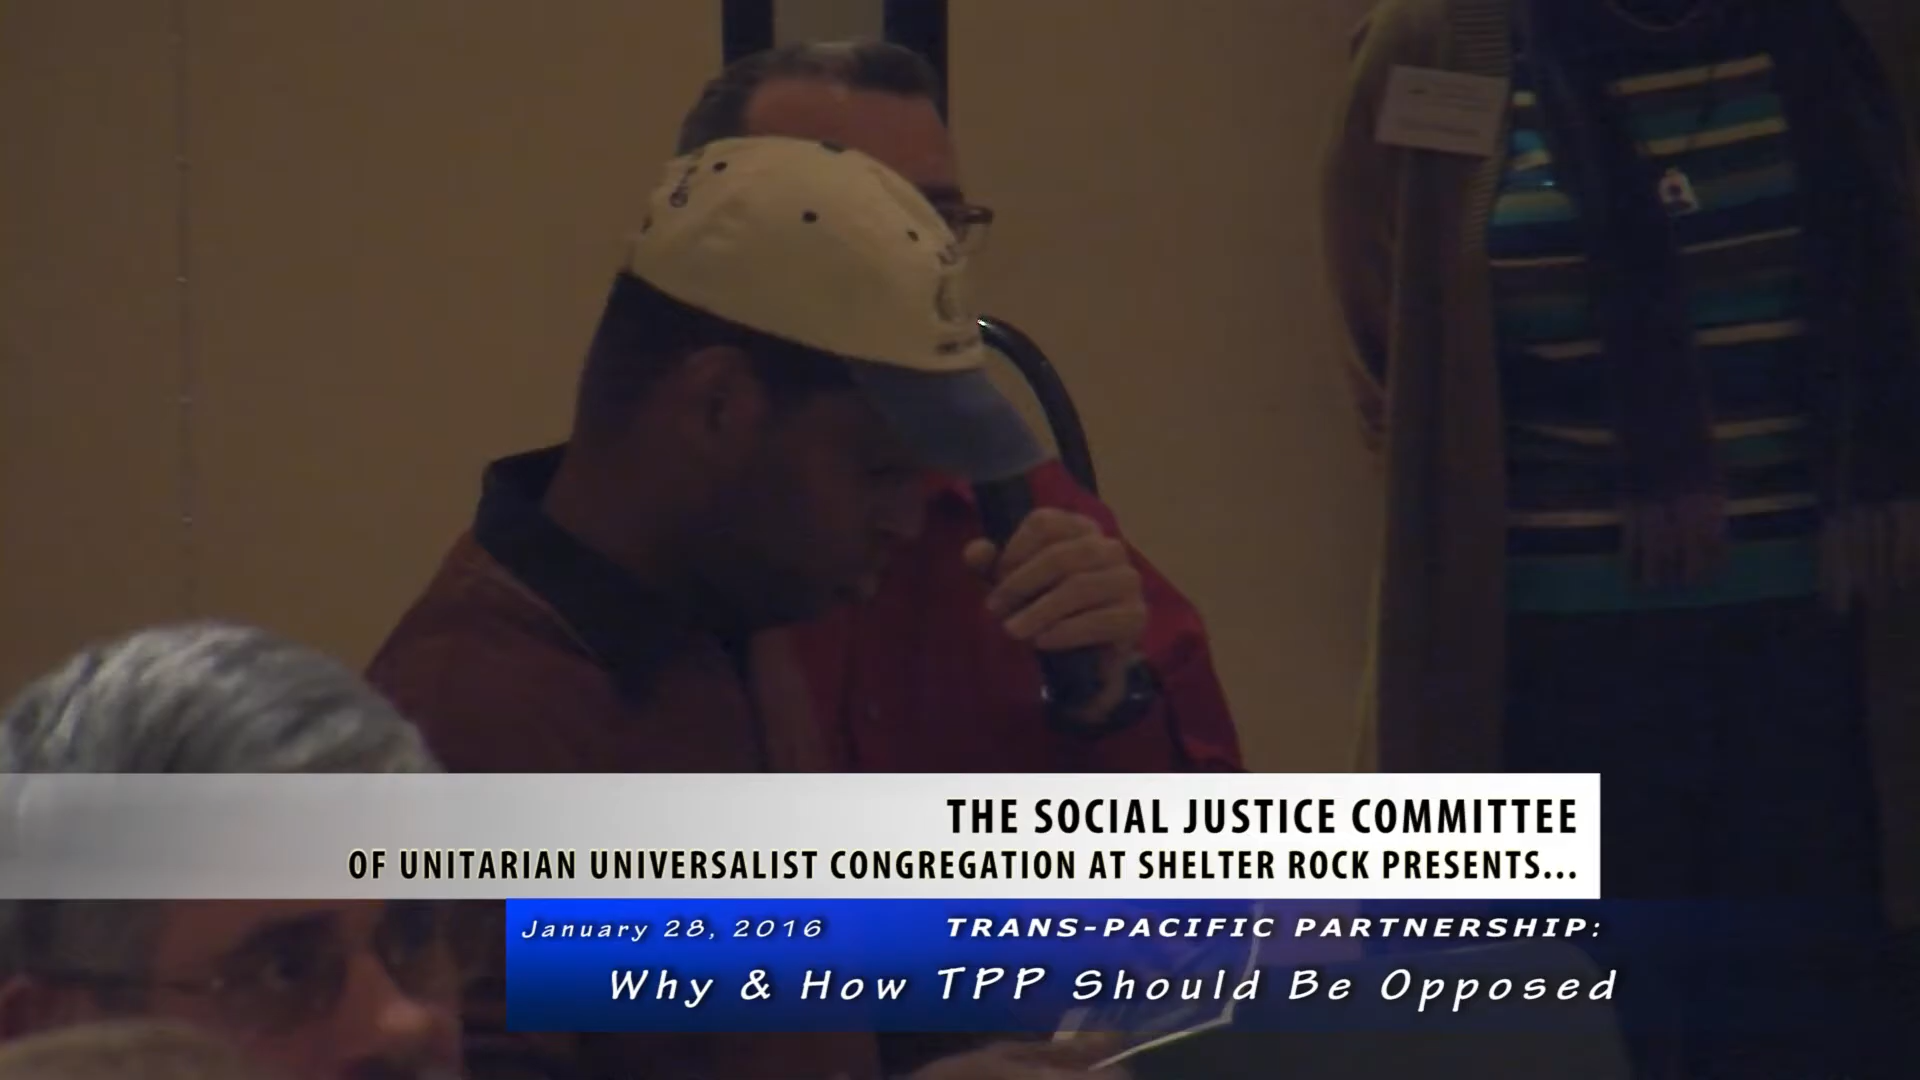 THE SOCIAL JUSTICE COMMITTEE
OF UNITARIAN UNIVERSALIST CONGREGATION AT SHELTER ROCK PRESENTS...
January 28, 2016 TRANS-PACIFIC PARTNERSHIP:
Why & How TPP Should Be Opposed